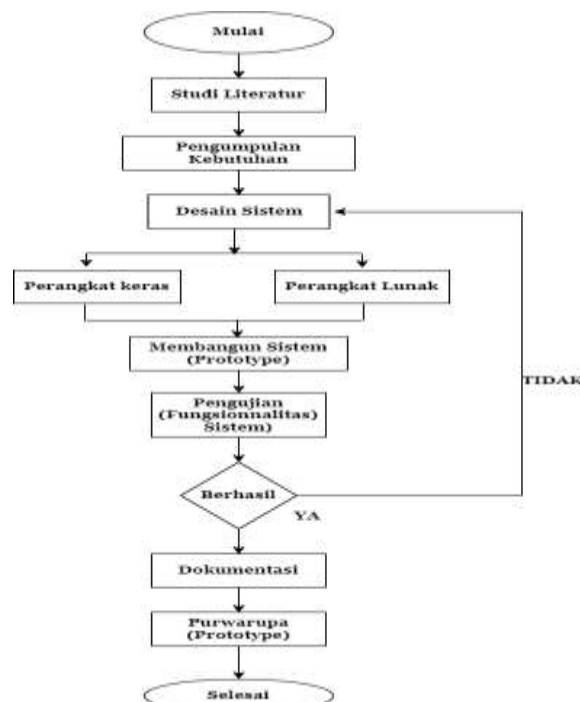 Mulai
Studi Literatur
Pengumpulan
Kebutuhan
Desain Sistem
Perangkat keras
Perangkat Lunak
Membangun Sistem
(Prototype)
TIDAK
Pengujian
(Fungsionnalitas)
Sistem)
Berhasil
YA
Dokumentasi
Purwarupa
(Prototype)
Selesai